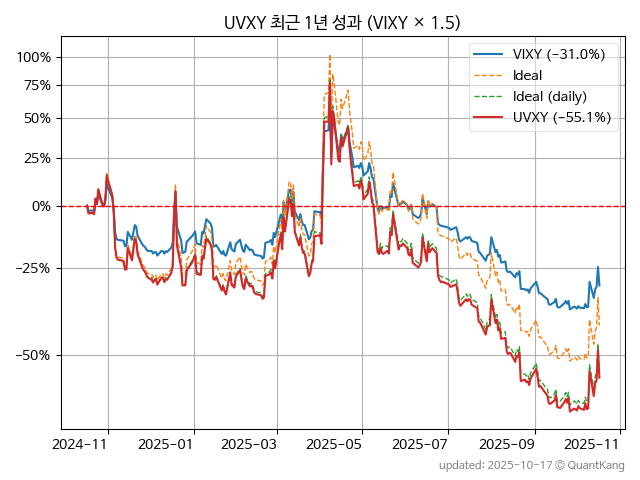 UVXY 최근 1년 성과 (VIXY × 1.5)
VIXY (−31.0%)
Ideal
Ideal (daily)
UVXY (−55.1%)
100%
75%
50%
25%
0%
−25%
−50%
2024-11 2025-01 2025-03 2025-05 2025-07 2025-09 2025-11
updated: 2025-10-17 © QuantKang